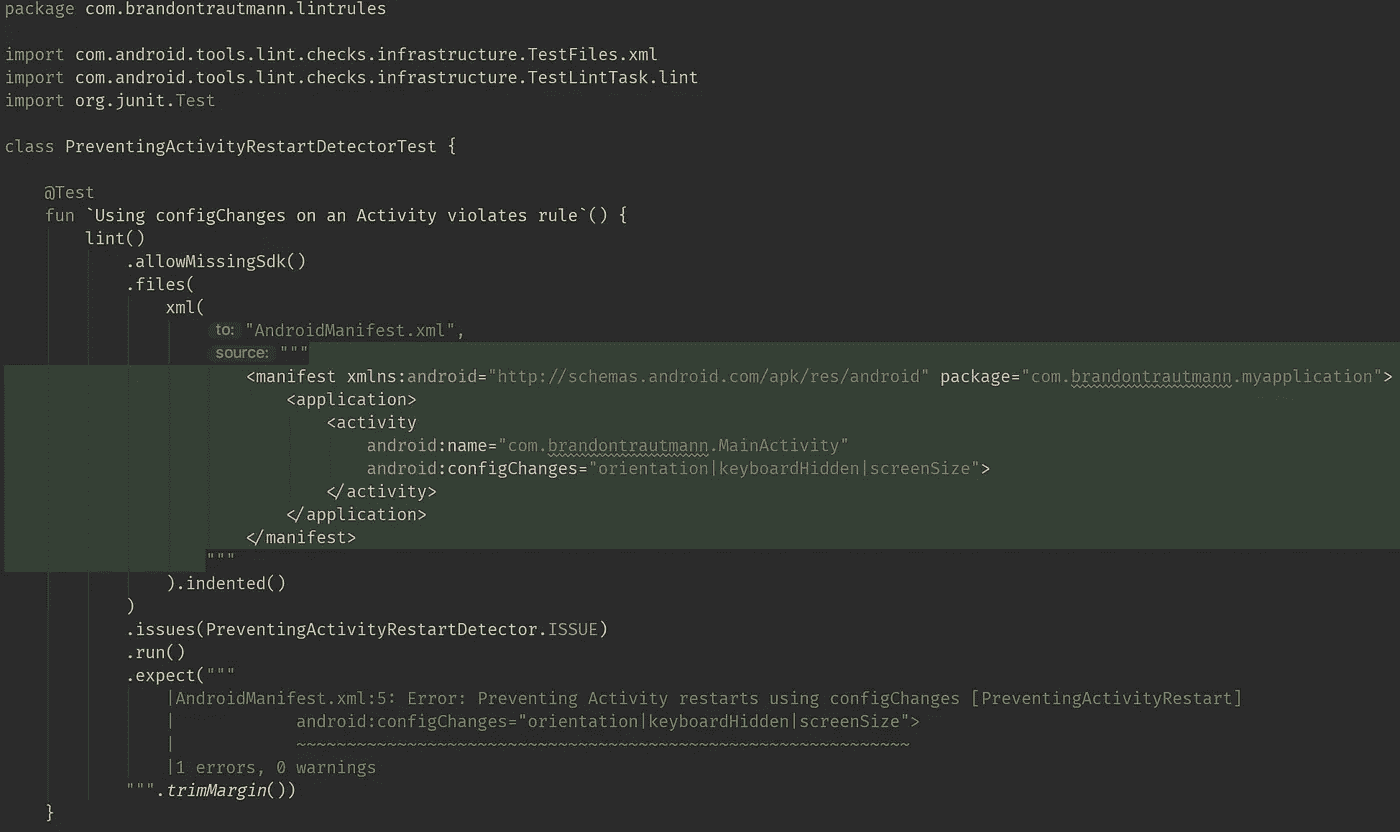 package com.brandontrautmann.lintrules
import com.android.tools.lint.checks.infrastructure.TestFiles.xml
import com.android.tools.lint.checks.infrastructure.TestLintTask.lint
import org.junit.Test
class PreventingActivityRestartDetectorTest {
@Test
fun `Using configChanges on an Activity violates rule`() {
lint()
.allowMissingSdk()
.files(
xml(
to: "AndroidManifest.xml",
source: """
<manifest xmlns:android="http://schemas.android.com/apk/res/android" package="com.brandontrautmann.myapplication">
<application>
<activity
android:name="com.brandontrautmann.MainActivity"
android:configChanges="orientation|keyboardHidden|screenSize">
</activity>
</application>
</manifest>
"""
).indented()
)
.issues(PreventingActivityRestartDetector.ISSUE)
.run()
.expect("""
|AndroidManifest.xml:5: Error: Preventing Activity restarts using configChanges [PreventingActivityRestart]
|            android:configChanges="orientation|keyboardHidden|screenSize">
|            ~~~~~~~~~~~~~~~~~~~~~~~~~~~~~~~~~~~~~~~~~~~~~~~~~~~~~~~~~~~~~
|1 errors, 0 warnings
""".trimMargin())
}